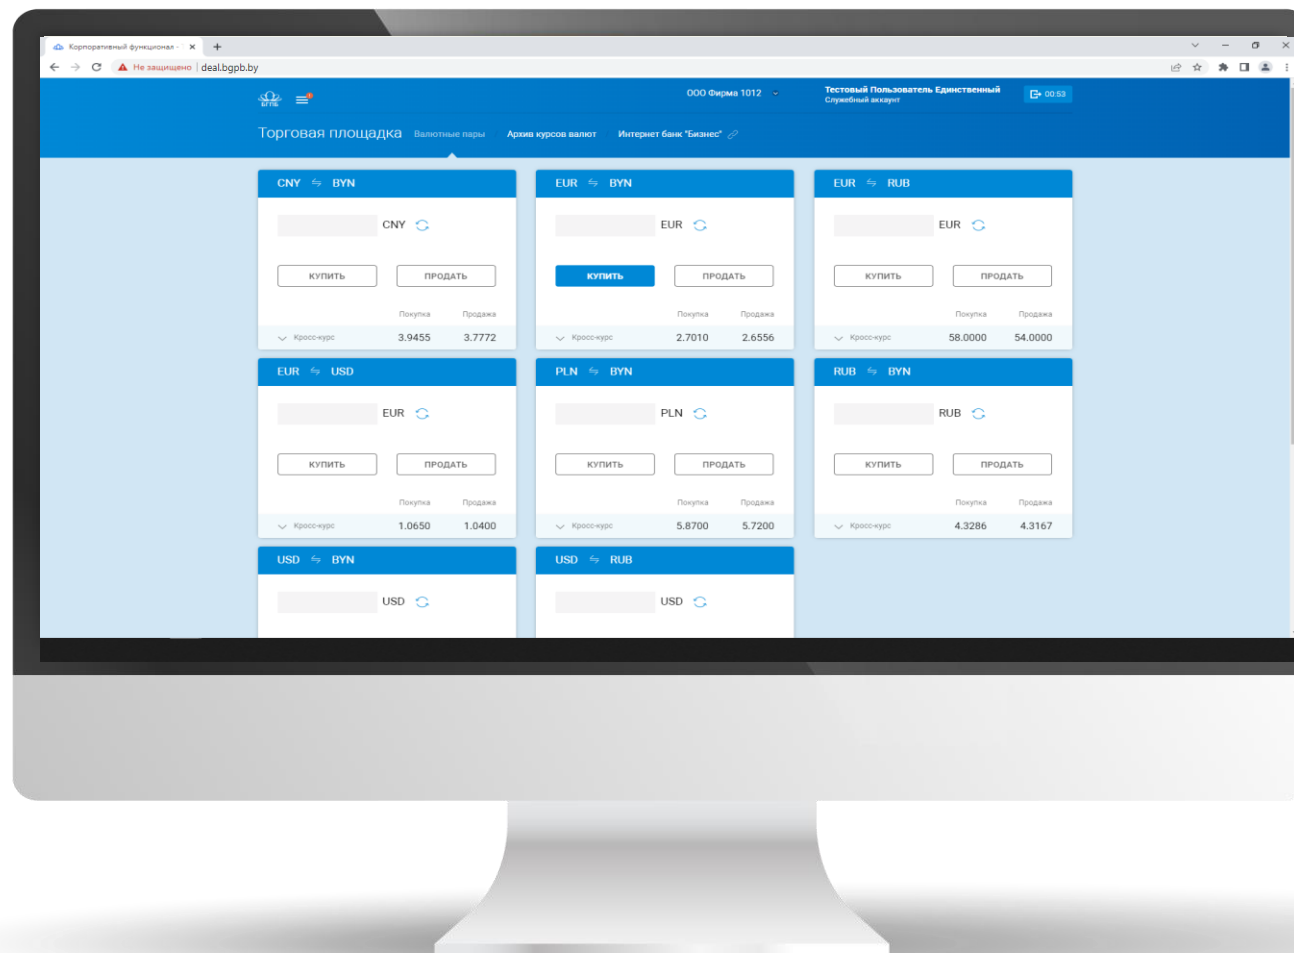 Корпоративный функционал -
Не защищено | deal.bgpb.by
БГПБ
ООО Фирма 1012
Тестовый Пользователь Единственный
Служебный аккаунт
00:53
Торговая площадка Валютные пары Архив курсов валют Интернет банк "Бизнес"
CNY BYN
CNY
КУПИТЬ ПРОДАТЬ
Покупка Продажа
Кросс-курс 3.9455 3.7772
EUR BYN
EUR
КУПИТЬ ПРОДАТЬ
Покупка Продажа
Кросс-курс 2.7010 2.6556
EUR RUB
EUR
КУПИТЬ ПРОДАТЬ
Покупка Продажа
Кросс-курс 58.0000 54.0000
EUR USD
EUR
КУПИТЬ ПРОДАТЬ
Покупка Продажа
Кросс-курс 1.0650 1.0400
PLN BYN
PLN
КУПИТЬ ПРОДАТЬ
Покупка Продажа
Кросс-курс 5.8700 5.7200
RUB BYN
RUB
КУПИТЬ ПРОДАТЬ
Покупка Продажа
Кросс-курс 4.3286 4.3167
USD BYN
USD
USD RUB
USD